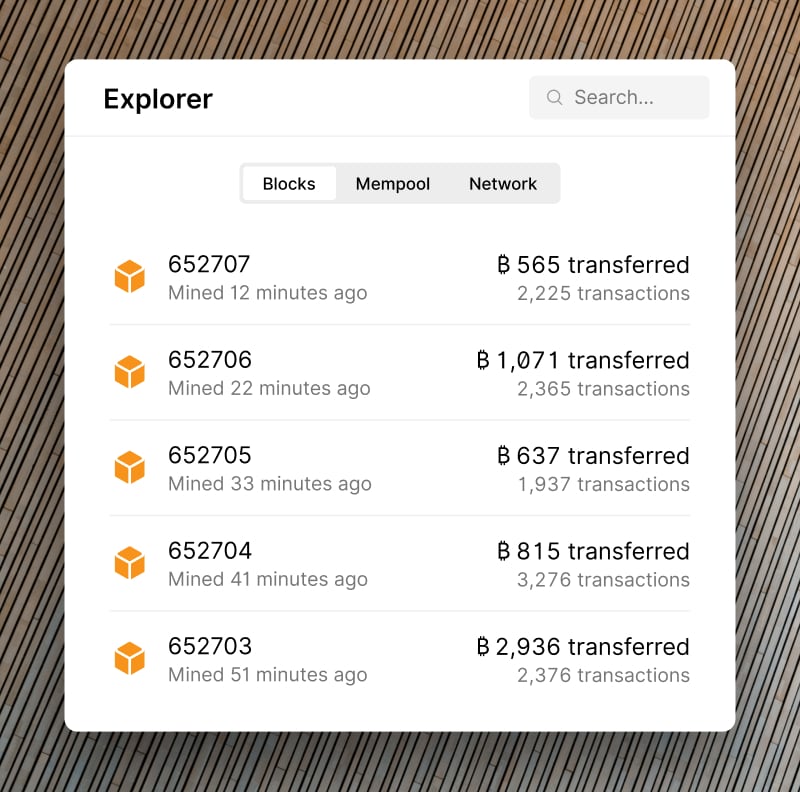 Explorer
Search...
Blocks Mempool Network
652707
₿ 565 transferred
Mined 12 minutes ago
2,225 transactions
652706
₿ 1,071 transferred
Mined 22 minutes ago
2,365 transactions
652705
₿ 637 transferred
Mined 33 minutes ago
1,937 transactions
652704
₿ 815 transferred
Mined 41 minutes ago
3,276 transactions
652703
₿ 2,936 transferred
Mined 51 minutes ago
2,376 transactions